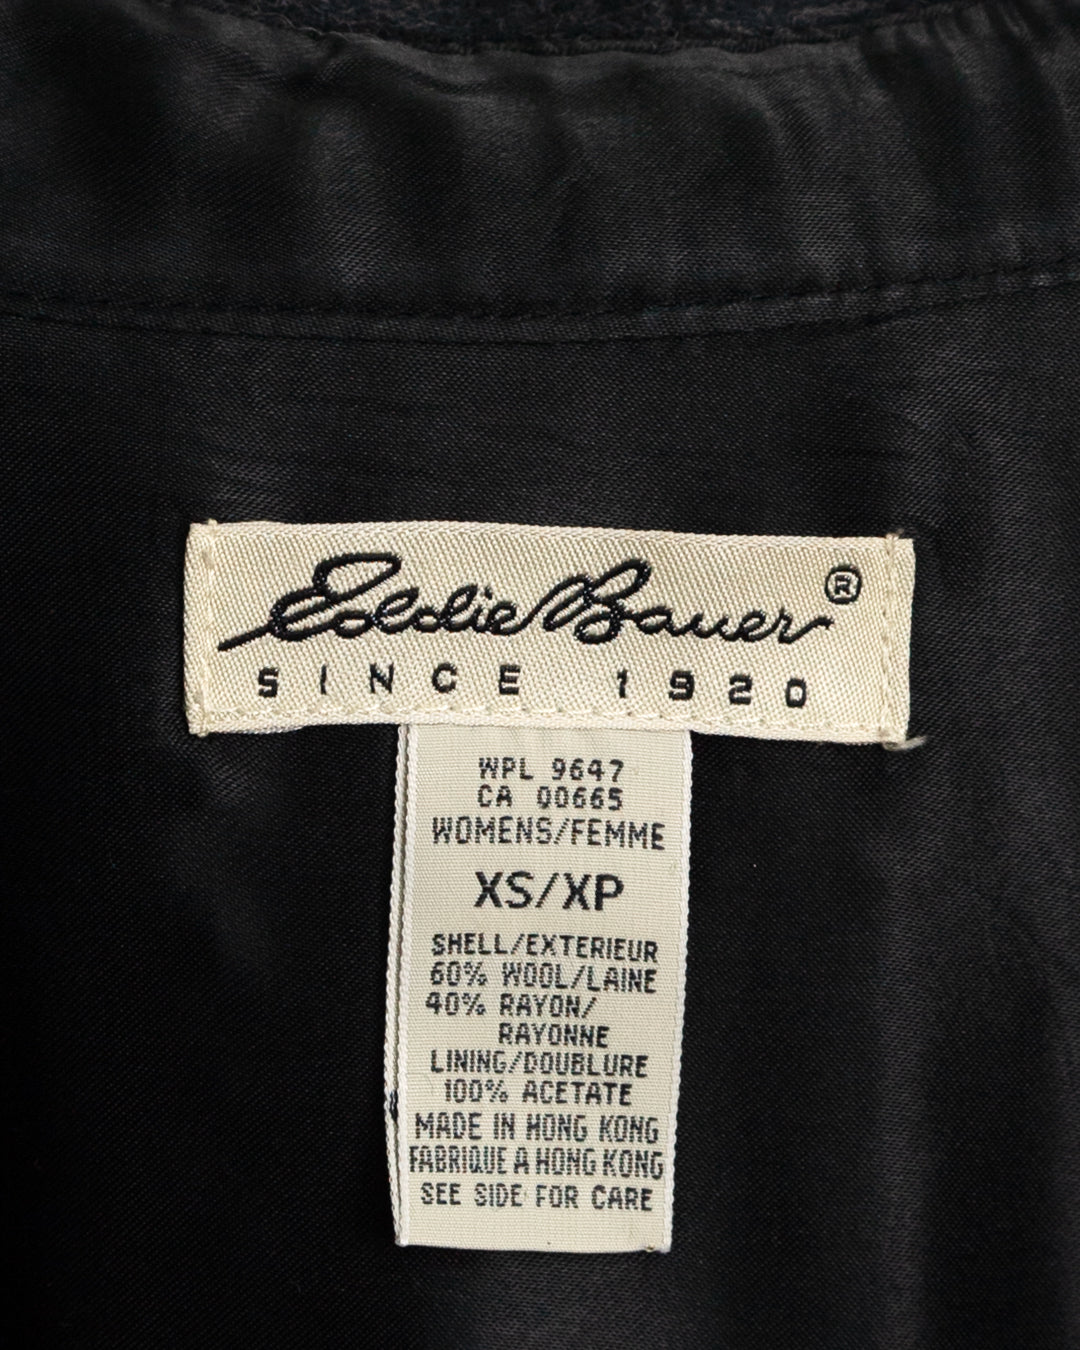 Eddie Bauer®
SINCE 1920
WPL 9647
CA 00665
WOMENS/FEMME
XS/XP
SHELL/EXTERIEUR
60% WOOL/LAINE
40% RAYON/
RAYONNE
LINING/DOUBLURE
100% ACETATE
MADE IN HONG KONG
FABRIQUE A HONG KONG
SEE SIDE FOR CARE